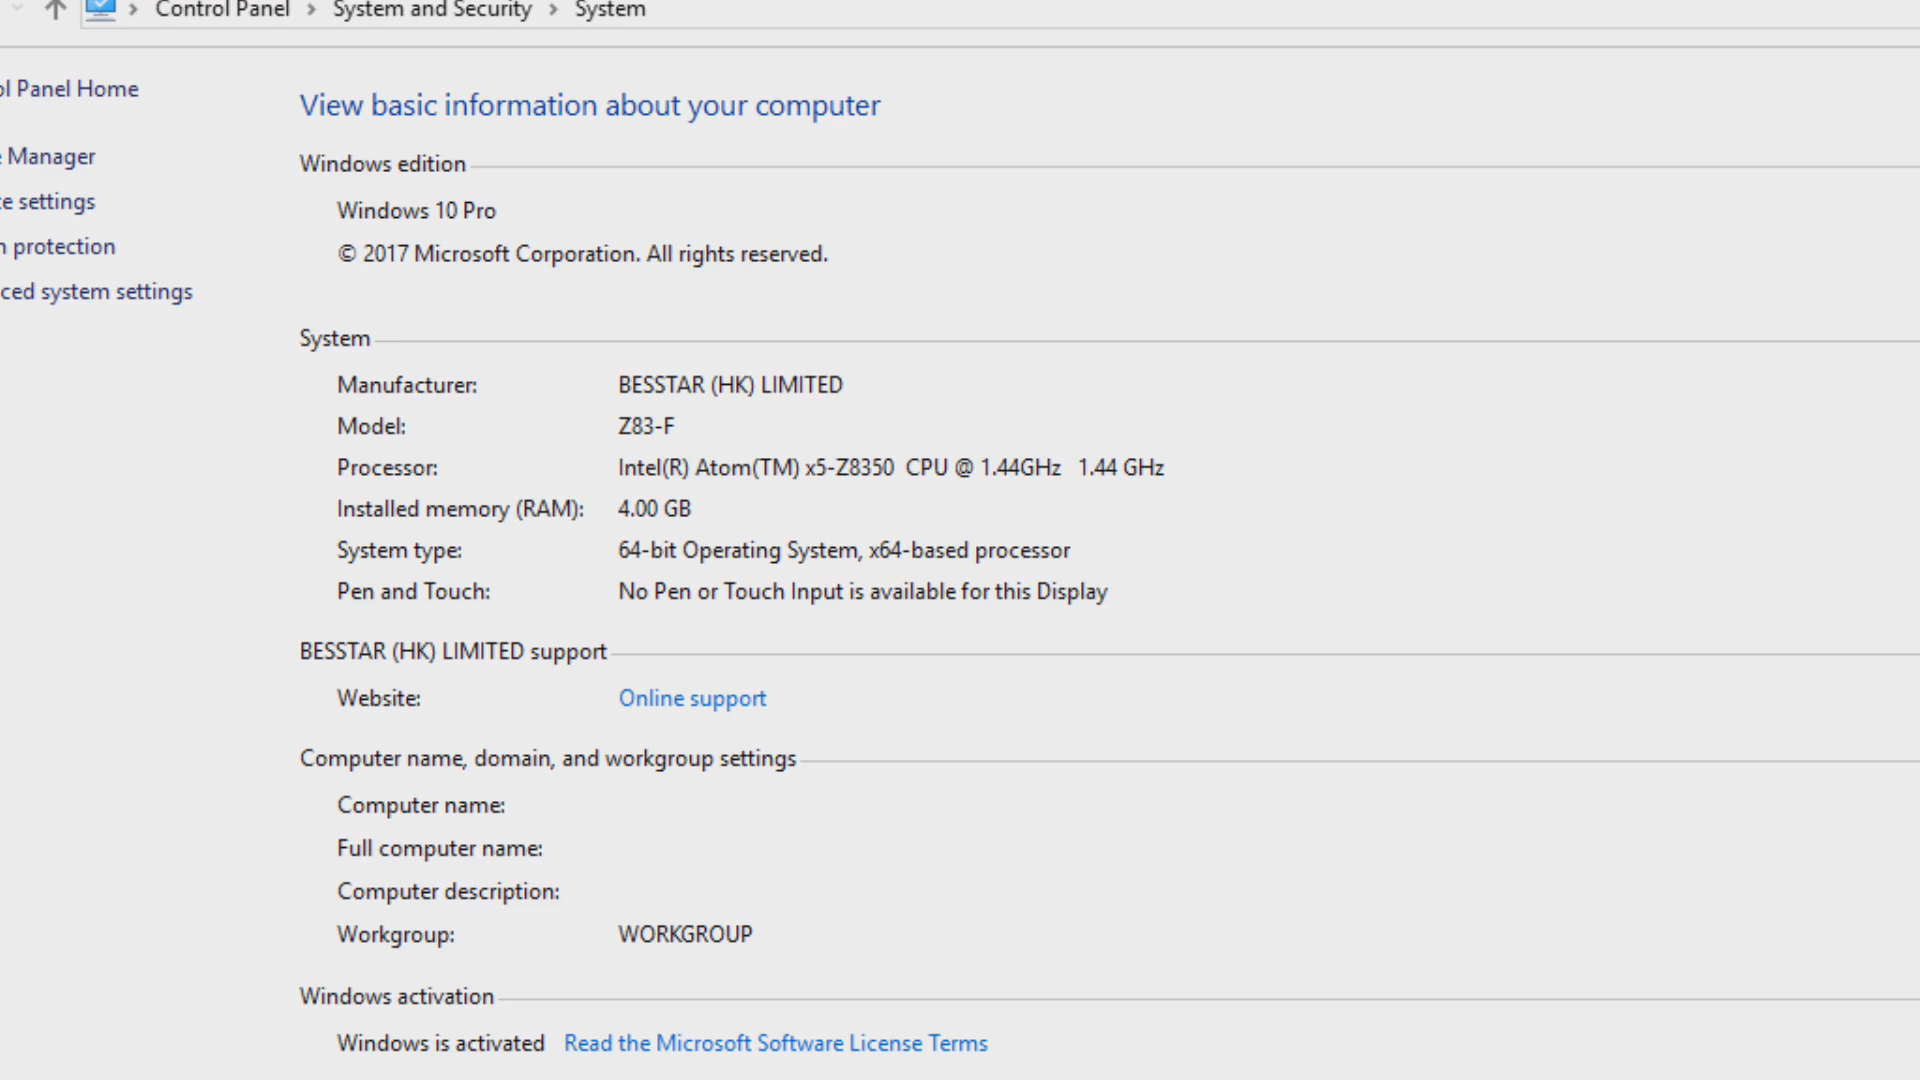 Control Panel > System and Security > System
ol Panel Home
Manager
te settings
n protection
ced system settings
View basic information about your computer
Windows edition
Windows 10 Pro
© 2017 Microsoft Corporation. All rights reserved.
System
Manufacturer: BESSTAR (HK) LIMITED
Model: Z83-F
Processor: Intel(R) Atom(TM) x5-Z8350 CPU @ 1.44GHz 1.44 GHz
Installed memory (RAM): 4.00 GB
System type: 64-bit Operating System, x64-based processor
Pen and Touch: No Pen or Touch Input is available for this Display
BESSTAR (HK) LIMITED support
Website: Online support
Computer name, domain, and workgroup settings
Computer name:
Full computer name:
Computer description:
Workgroup: WORKGROUP
Windows activation
Windows is activated Read the Microsoft Software License Terms